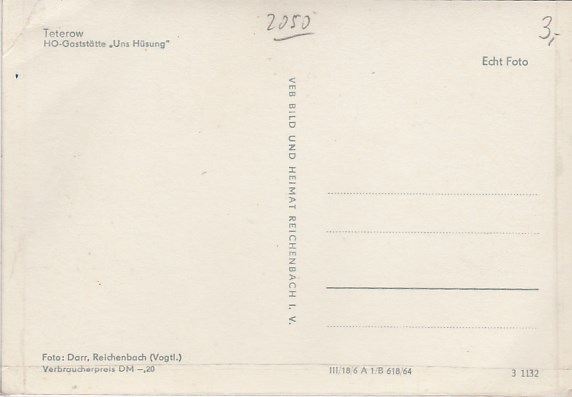 2050
3,-
Teterow
HO-Gaststätte „Uns Hüsung"
Echt Foto
VEB BILD UND HEIMAT REICHENBACH I. V.
Foto: Darr, Reichenbach (Vogtl.)
Verbraucherpreis DM –,20
III/18/6 A 1/B 618/64
3 1132